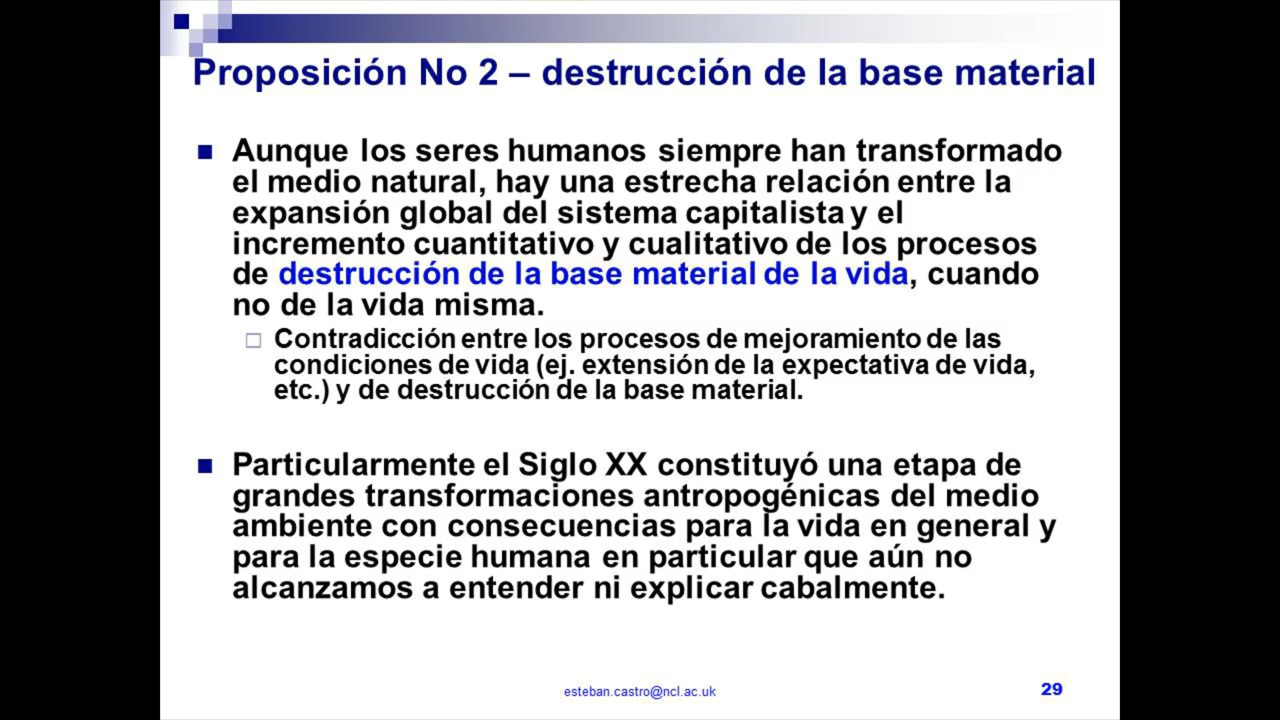 Proposición No 2 – destrucción de la base material
Aunque los seres humanos siempre han transformado
el medio natural, hay una estrecha relación entre la
expansión global del sistema capitalista y el
incremento cuantitativo y cualitativo de los procesos
de destrucción de la base material de la vida, cuando
no de la vida misma.
Contradicción entre los procesos de mejoramiento de las
condiciones de vida (ej. extensión de la expectativa de vida,
etc.) y de destrucción de la base material.
Particularmente el Siglo XX constituyó una etapa de
grandes transformaciones antropogénicas del medio
ambiente con consecuencias para la vida en general y
para la especie humana en particular que aún no
alcanzamos a entender ni explicar cabalmente.
esteban.castro@ncl.ac.uk
29